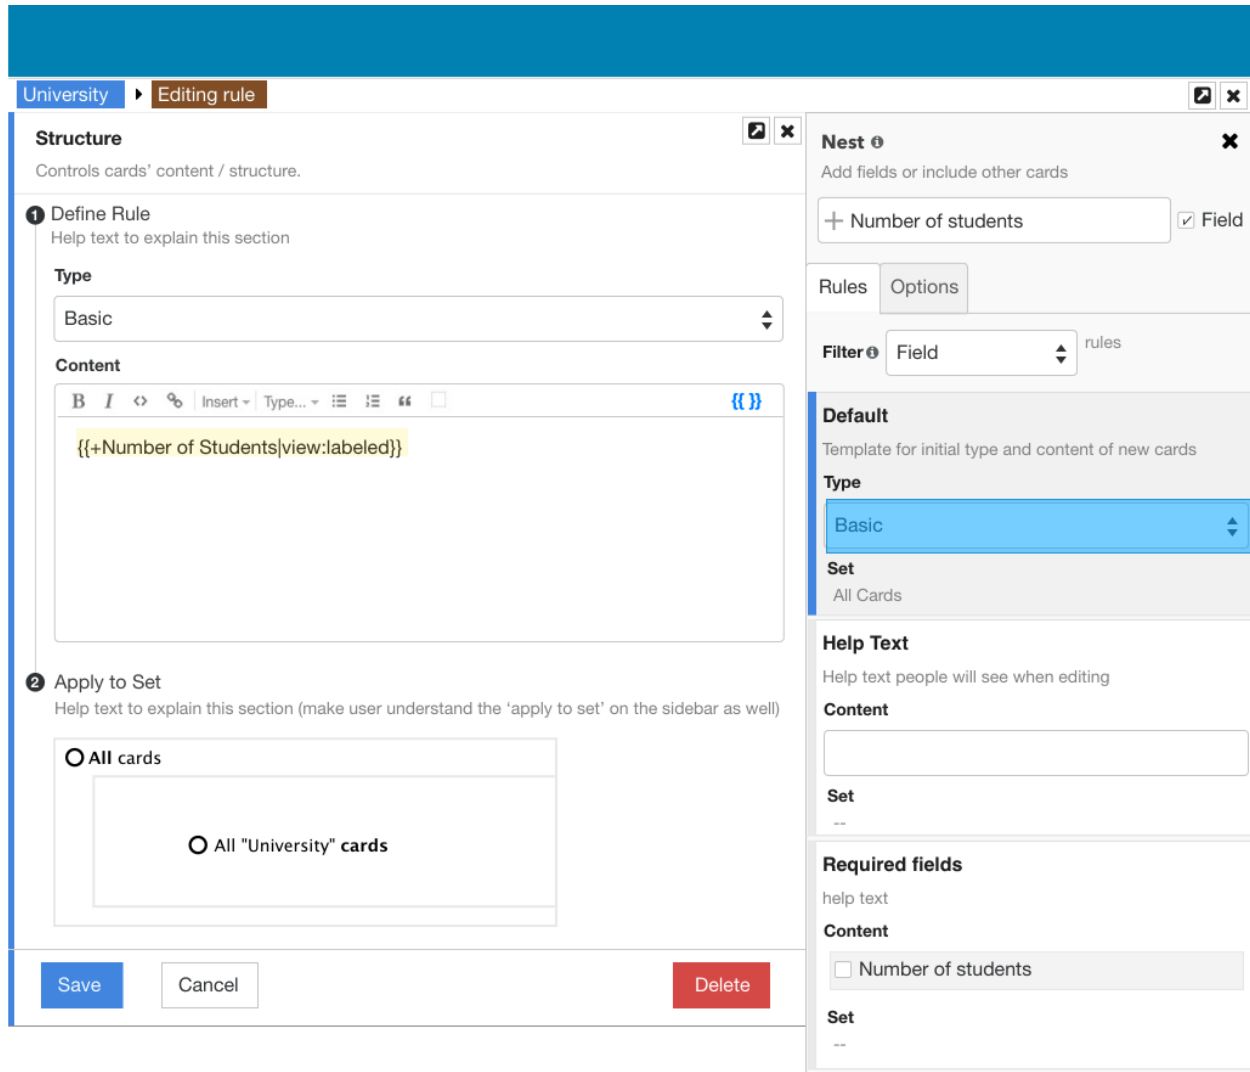 University
Editing rule
Structure
Controls cards’ content / structure.
1 Define Rule
Help text to explain this section
Type
Basic
Content
B I <> Insert Type... “ {{ }}
{{+Number of Students|view:labeled}}
2 Apply to Set
Help text to explain this section (make user understand the ‘apply to set’ on the sidebar as well)
All cards
All "University" cards
Save
Cancel
Delete
Nest
Add fields or include other cards
+ Number of students
Field
Rules
Options
Filter Field rules
Default
Template for initial type and content of new cards
Type
Basic
Set
All Cards
Help Text
Help text people will see when editing
Content
Set
--
Required fields
help text
Content
Number of students
Set
--